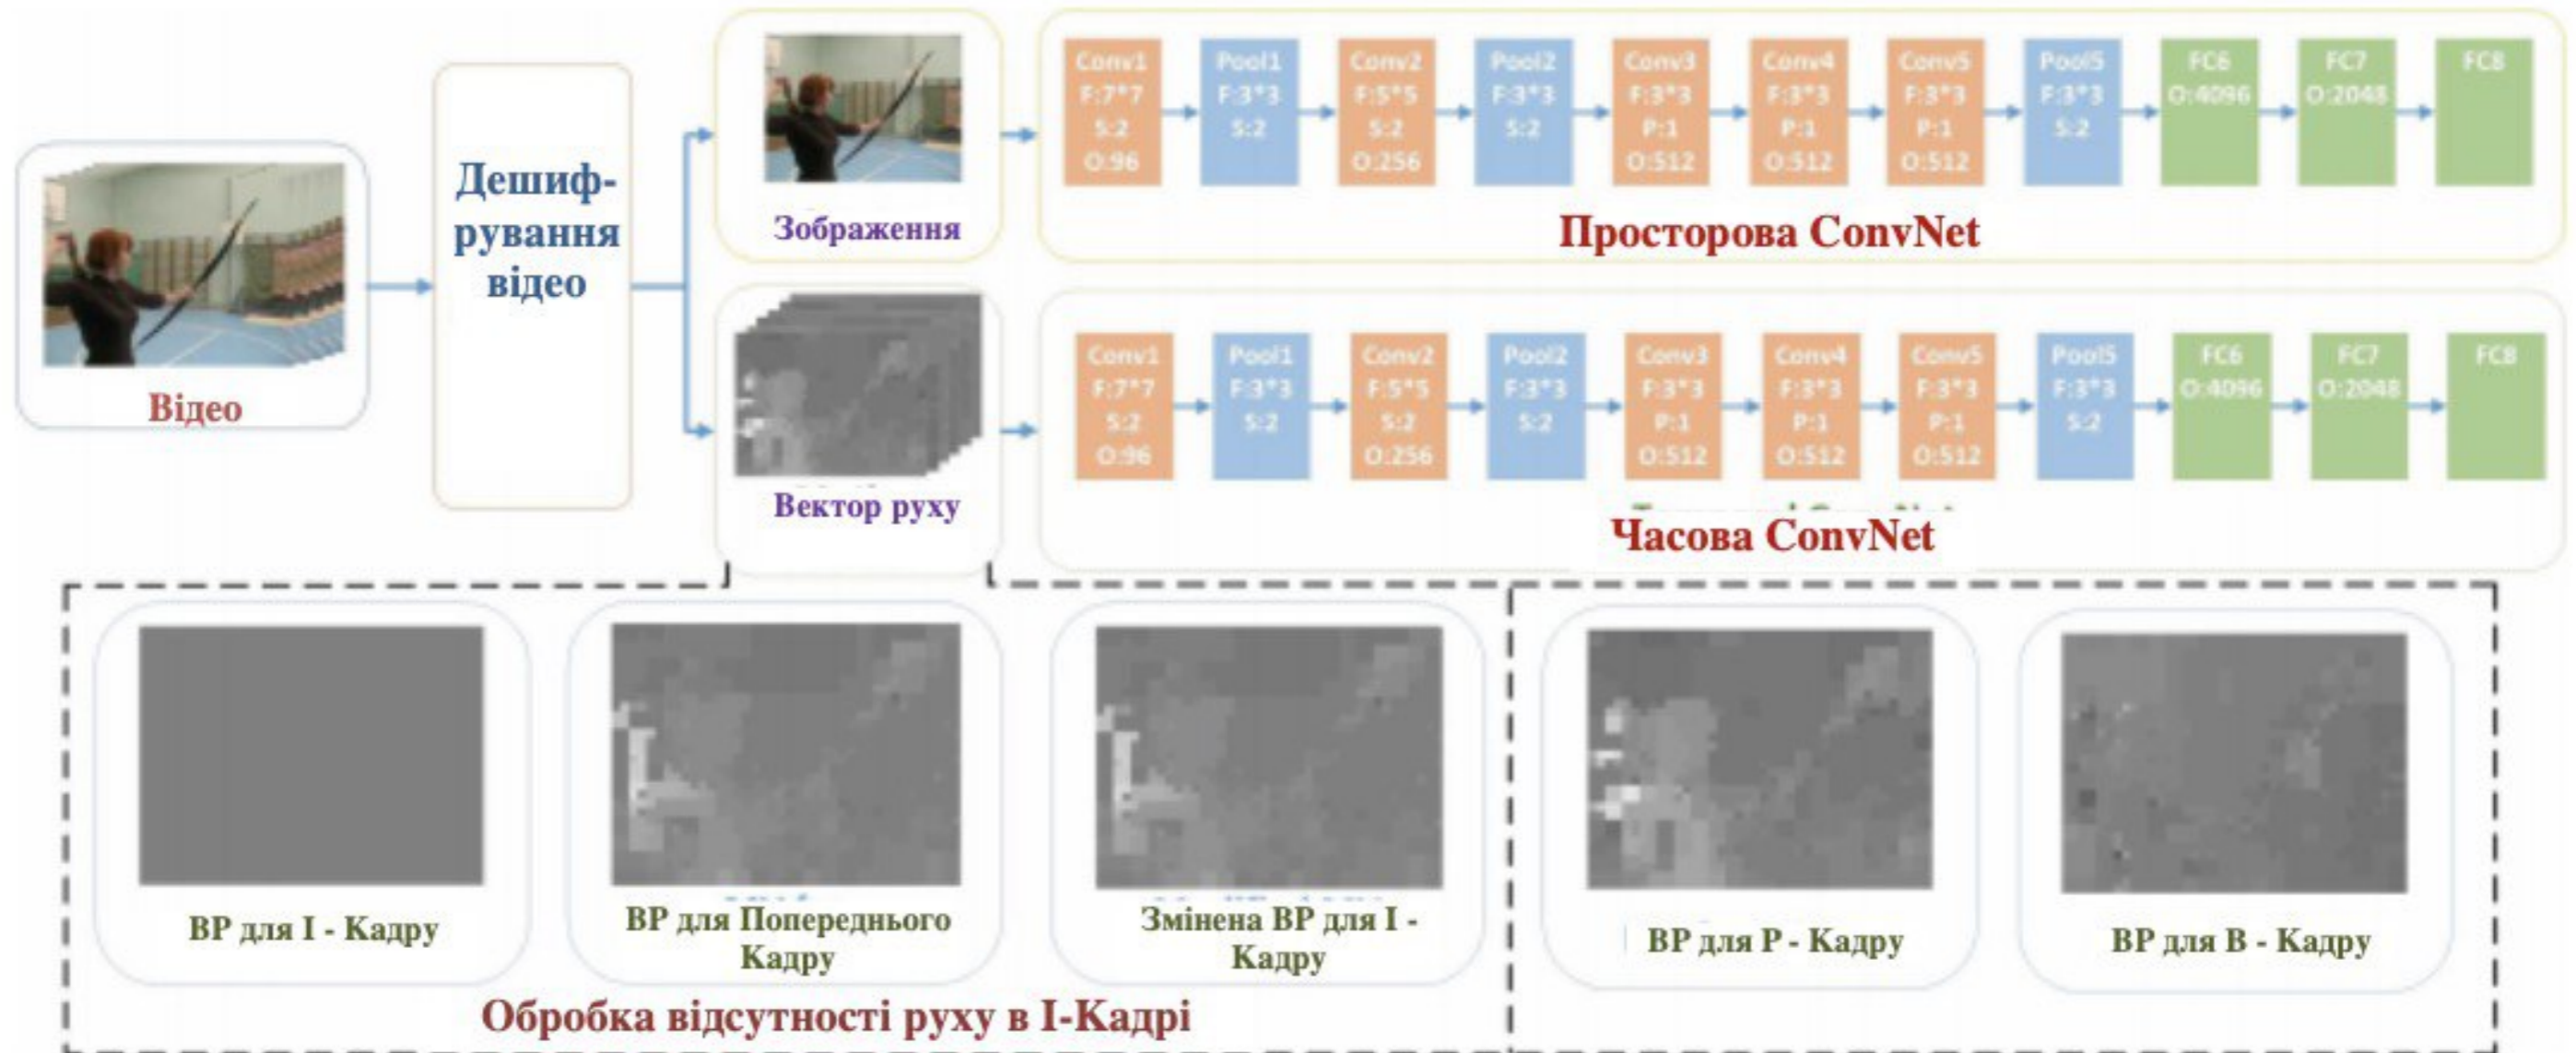 Відео
Дешиф-
рування
відео
Зображення
Conv1
F:7*7
S:2
O:96
Pool1
F:3*3
S:2
Conv2
F:5*5
S:2
O:256
Pool2
F:3*3
S:2
Conv3
F:3*3
P:1
O:512
Conv4
F:3*3
P:1
O:512
Conv5
F:3*3
P:1
O:512
Pool5
F:3*3
S:2
FC6
O:4096
FC7
O:2048
FC8
Просторова ConvNet
Вектор руху
Conv1
F:7*7
S:2
O:96
Pool1
F:3*3
S:2
Conv2
F:5*5
S:2
O:256
Pool2
F:3*3
S:2
Conv3
F:3*3
P:1
O:512
Conv4
F:3*3
P:1
O:512
Conv5
F:3*3
P:1
O:512
Pool5
F:3*3
S:2
FC6
O:4096
FC7
O:2048
FC8
Часова ConvNet
ВР для І - Кадру
ВР для Попереднього
Кадру
Змінена ВР для І -
Кадру
Обробка відсутності руху в І-Кадрі
ВР для Р - Кадру
ВР для В - Кадру